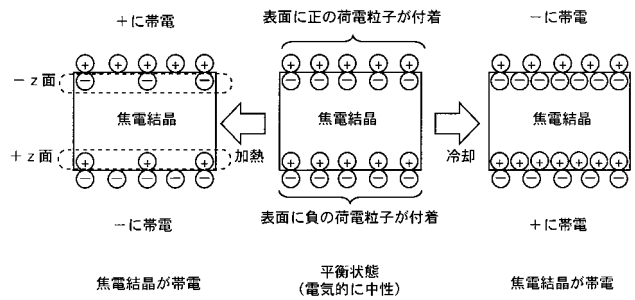 +に帯電
表面に正の荷電粒子が付着
−に帯電
−z面
焦電結晶
焦電結晶
焦電結晶
+z面
加熱
冷却
−に帯電
表面に負の荷電粒子が付着
+に帯電
焦電結晶が帯電
平衡状態
(電気的に中性)
焦電結晶が帯電